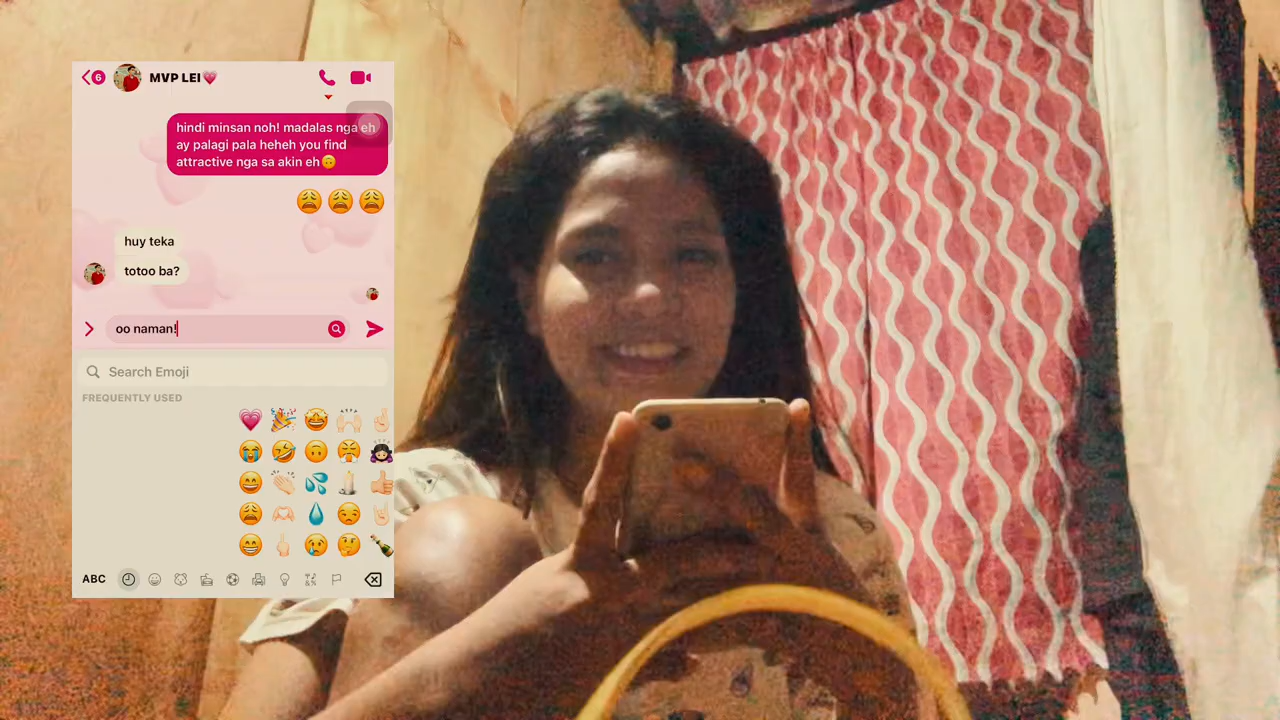 6
MVP LEI💗
hindi minsan noh! madalas nga eh
ay palagi pala heheh you find
attractive nga sa akin eh🙃
😩😩😩
huy teka
totoo ba?
oo naman!
Search Emoji
FREQUENTLY USED
ABC